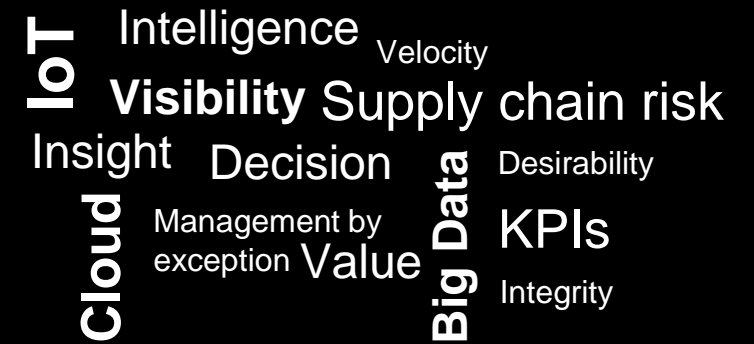 IoT
Intelligence
Velocity
Visibility
Supply chain risk
Insight
Decision
Big Data
Desirability
Cloud
Management by
exception
Value
KPIs
Integrity